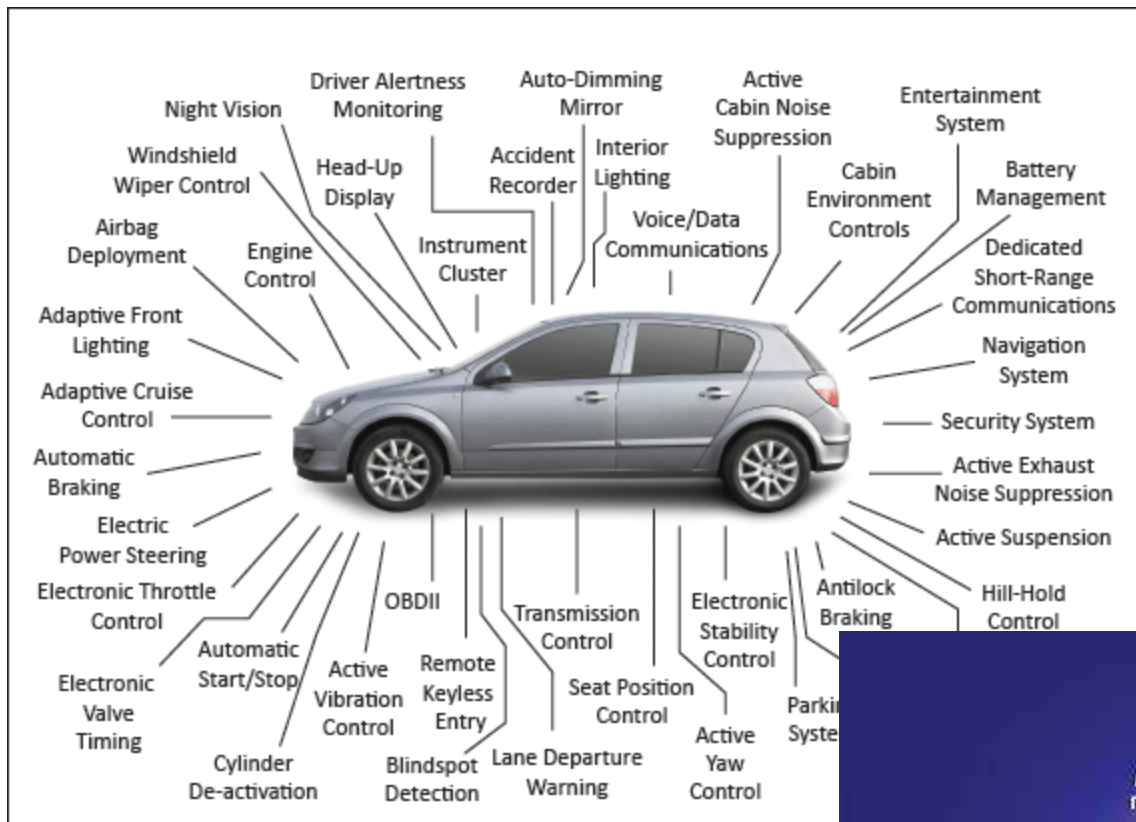 Driver Alertness
Monitoring
Auto-Dimming
Mirror
Active
Cabin Noise
Suppression
Entertainment
System
Night Vision
Windshield
Wiper Control
Head-Up
Display
Accident
Recorder
Interior
Lighting
Cabin
Environment
Controls
Battery
Management
Airbag
Deployment
Engine
Control
Instrument
Cluster
Voice/Data
Communications
Dedicated
Short-Range
Communications
Adaptive Front
Lighting
Navigation
System
Adaptive Cruise
Control
Security System
Automatic
Braking
Active Exhaust
Noise Suppression
Electric
Power Steering
Active Suspension
Electronic Throttle
Control
OBDII
Transmission
Control
Electronic
Stability
Control
Antilock
Braking
Hill-Hold
Control
Electronic
Valve
Timing
Automatic
Start/Stop
Active
Vibration
Control
Remote
Keyless
Entry
Seat Position
Control
Cylinder
De-activation
Blindspot
Detection
Lane Departure
Warning
Active
Yaw
Control